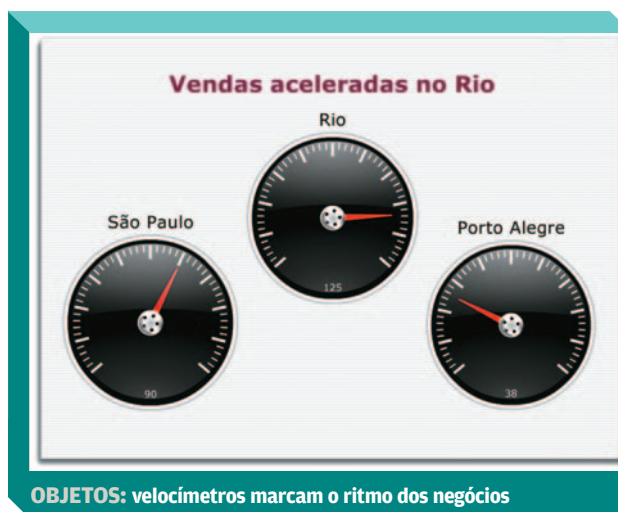 Vendas aceleradas no Rio
Rio
125
São Paulo
90
Porto Alegre
38
OBJETOS: velocímetros marcam o ritmo dos negócios